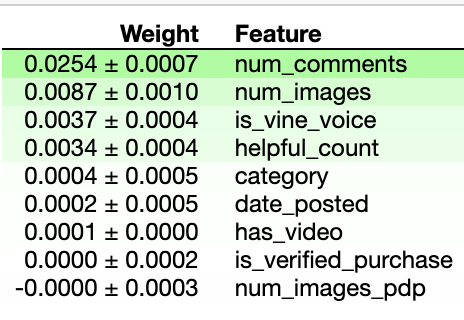 Weight Feature
0.0254 ± 0.0007 num_comments
0.0087 ± 0.0010 num_images
0.0037 ± 0.0004 is_vine_voice
0.0034 ± 0.0004 helpful_count
0.0004 ± 0.0005 category
0.0002 ± 0.0005 date_posted
0.0001 ± 0.0000 has_video
0.0000 ± 0.0002 is_verified_purchase
-0.0000 ± 0.0003 num_images_pdp